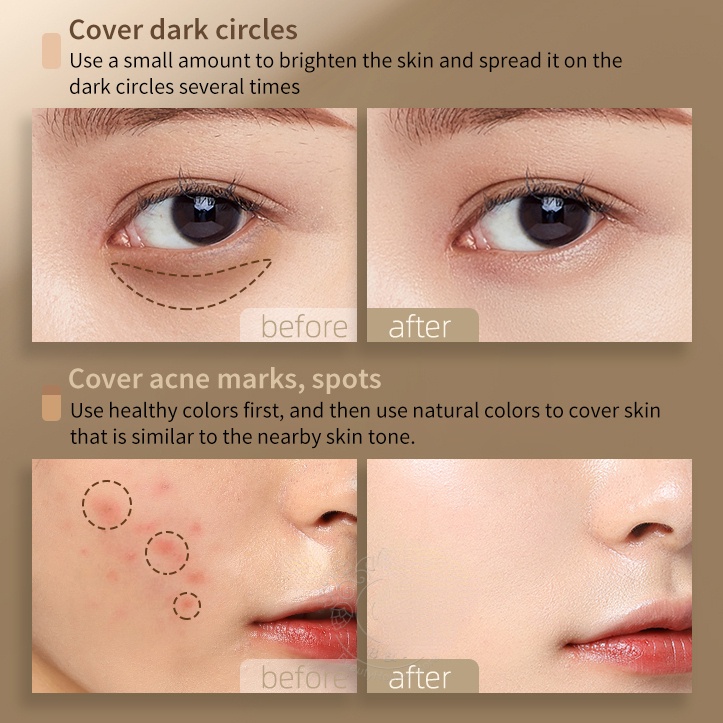 Cover dark circles
Use a small amount to brighten the skin and spread it on the
dark circles several times
before
after
Cover acne marks, spots
Use healthy colors first, and then use natural colors to cover skin
that is similar to the nearby skin tone.
before
after